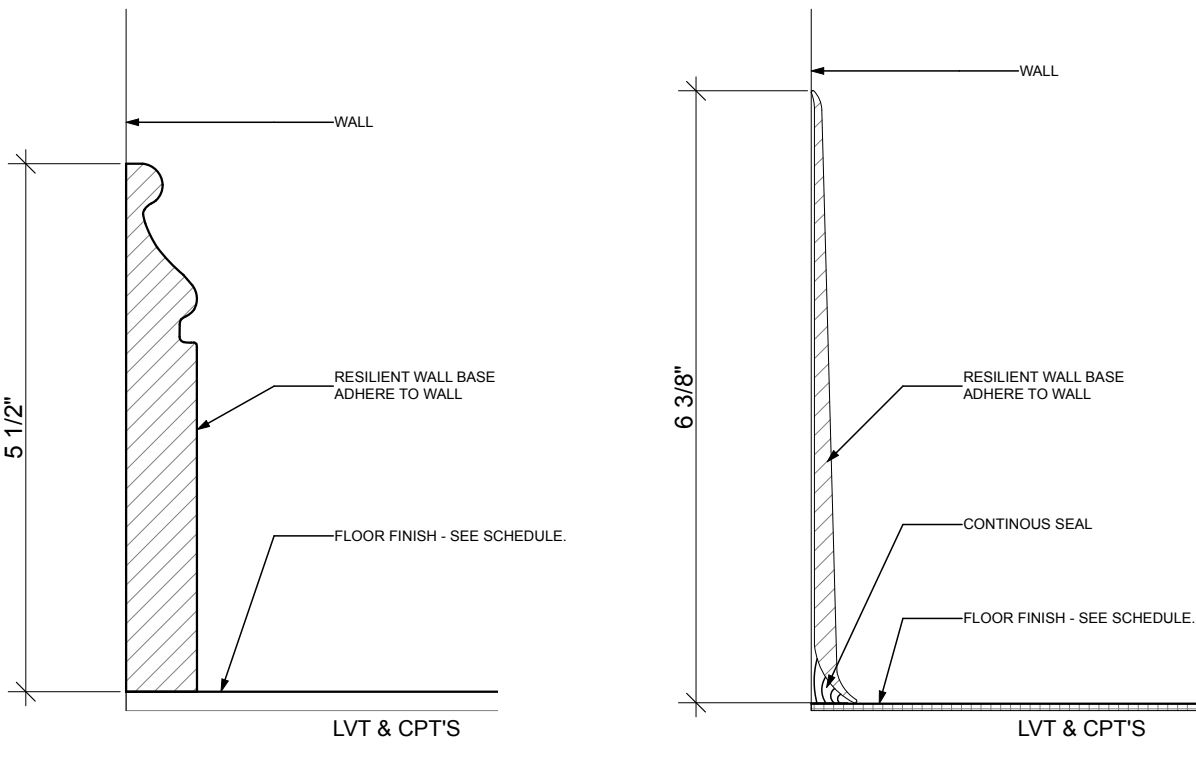 WALL
5 1/2"
RESILIENT WALL BASE
ADHERE TO WALL
FLOOR FINISH - SEE SCHEDULE.
LVT & CPT'S
WALL
6 3/8"
RESILIENT WALL BASE
ADHERE TO WALL
CONTINOUS SEAL
FLOOR FINISH - SEE SCHEDULE.
LVT & CPT'S